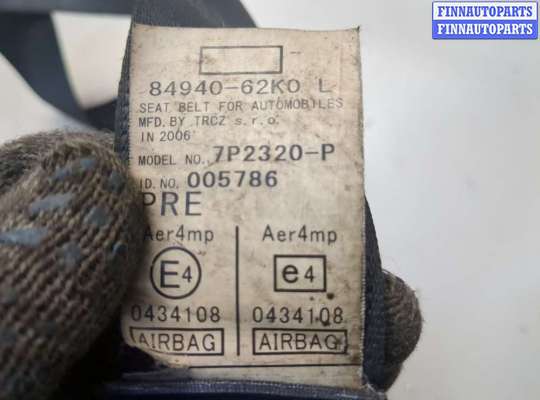 FINNAUTOPARTS
FINNAUTOPARTS
-
84940-62K0 L
SEAT BELT FOR AUTOMOBILES
MFD. BY TRCZ s.r.o.
IN 2006
MODEL NO. 7P2320-P
ID. NO. 005786
PRE
Aer4mp Aer4mp
E4 e4
0434108 0434108
AIRBAG AIRBAG